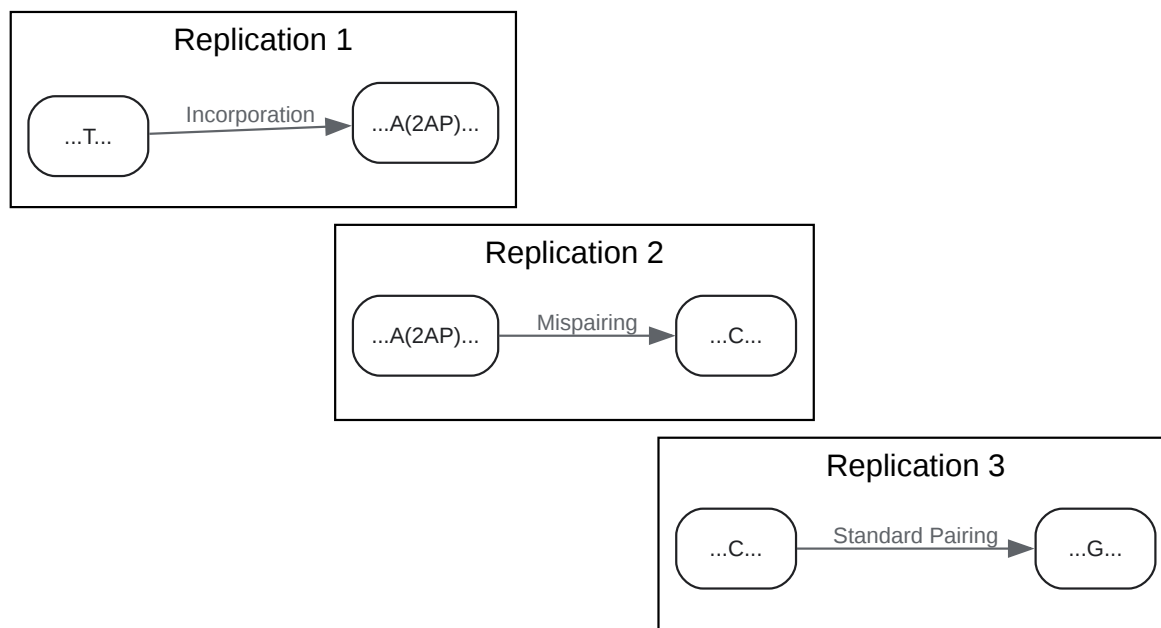 Replication 1
...T...
Incorporation
...A(2AP)...
Replication 2
...A(2AP)...
Mispairing
...C...
Replication 3
...C...
Standard Pairing
...G...